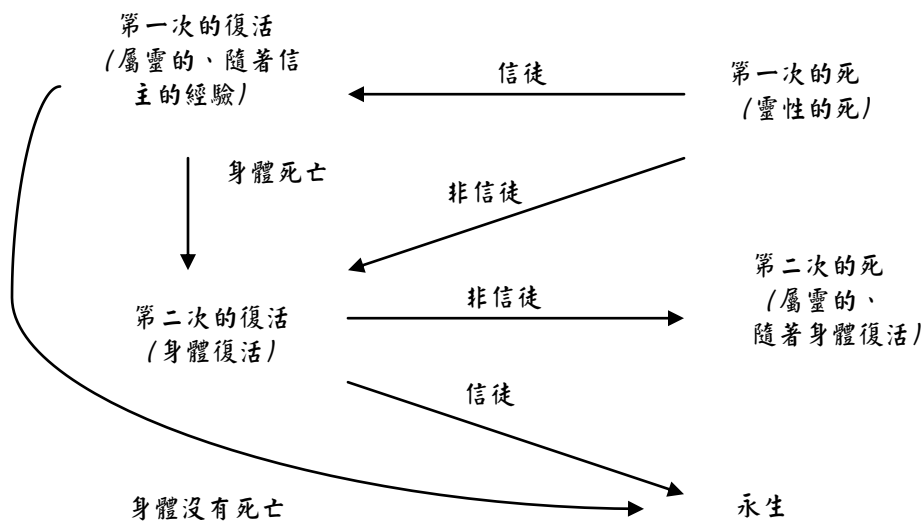 第一次的復活
(屬靈的、隨著信
主的經驗)
信徒
第一次的死
(靈性的死)
身體死亡
非信徒
第二次的復活
(身體復活)
非信徒
第二次的死
(屬靈的、
隨著身體復活)
信徒
身體沒有死亡
永生